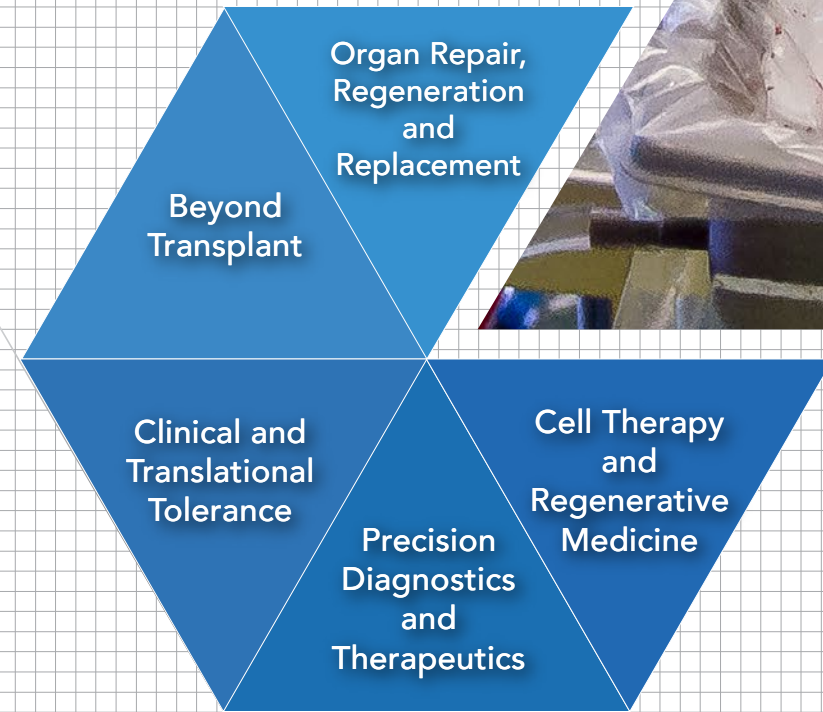 Organ Repair,
Regeneration
and
Replacement
Beyond
Transplant
Clinical and
Translational
Tolerance
Cell Therapy
and
Regenerative
Medicine
Precision
Diagnostics
and
Therapeutics